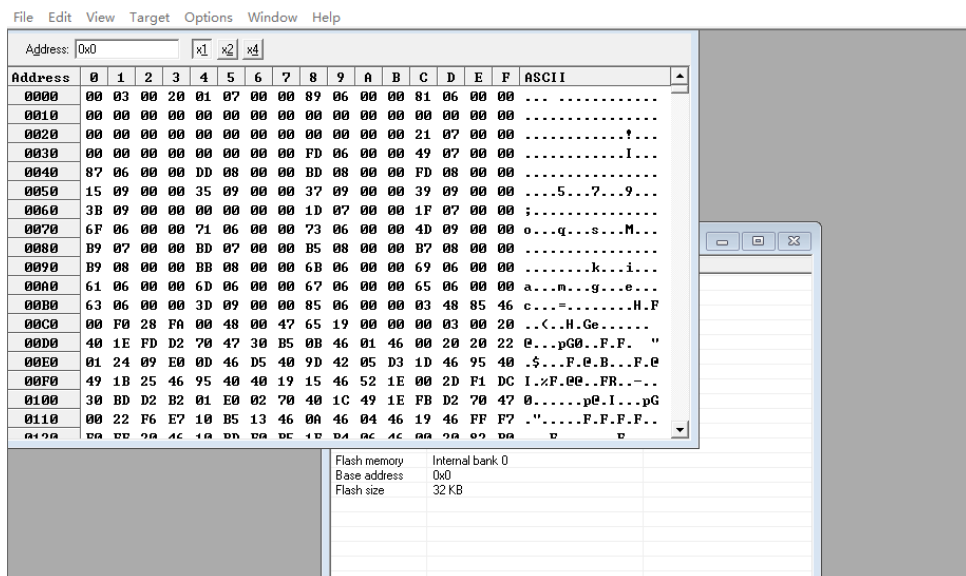 File Edit View Target Options Window Help
Address: 0x0 x1 x2 x4
Address 0 1 2 3 4 5 6 7 8 9 A B C D E F ASCII
0000 00 03 00 20 01 07 00 00 89 06 00 00 81 06 00 00 ... ............
0010 00 00 00 00 00 00 00 00 00 00 00 00 00 00 00 00 ................
0020 00 00 00 00 00 00 00 00 00 00 00 00 21 07 00 00 ............!...
0030 00 00 00 00 00 00 00 00 FD 06 00 00 49 07 00 00 ............I...
0040 87 06 00 00 DD 08 00 00 BD 08 00 00 FD 08 00 00 ................
0050 15 09 00 00 35 09 00 00 37 09 00 00 39 09 00 00 ....5...7...9...
0060 3B 09 00 00 00 00 00 00 1D 07 00 00 1F 07 00 00 ;...............
0070 6F 06 00 00 71 06 00 00 73 06 00 00 4D 09 00 00 o...q...s...M...
0080 B9 07 00 00 BD 07 00 00 B5 08 00 00 B7 08 00 00 ................
0090 B9 08 00 00 BB 08 00 00 6B 06 00 00 69 06 00 00 ........k...i...
00A0 61 06 00 00 6D 06 00 00 67 06 00 00 65 06 00 00 a...m...g...e...
00B0 63 06 00 00 3D 09 00 00 85 06 00 00 03 48 85 46 c...=........H.F
00C0 00 F0 28 FA 00 48 00 47 65 19 00 00 00 03 00 20 ..(..H.Ge......
00D0 40 1E FD D2 70 47 30 B5 0B 46 01 46 00 20 20 22 @...pG0..F.F.  "
00E0 01 24 09 E0 0D 46 D5 40 9D 42 05 D3 1D 46 95 40 .$...F.@.B...F.@
00F0 49 1B 25 46 95 40 40 19 15 46 52 1E 00 2D F1 DC I.%F.@@..FR..-..
0100 30 BD D2 B2 01 E0 02 70 40 1C 49 1E FB D2 70 47 0......p@.I...pG
0110 00 22 F6 E7 10 B5 13 46 0A 46 04 46 19 46 FF F7 .".....F.F.F.F..
Flash memory Internal bank 0
Base address 0x0
Flash size 32 KB